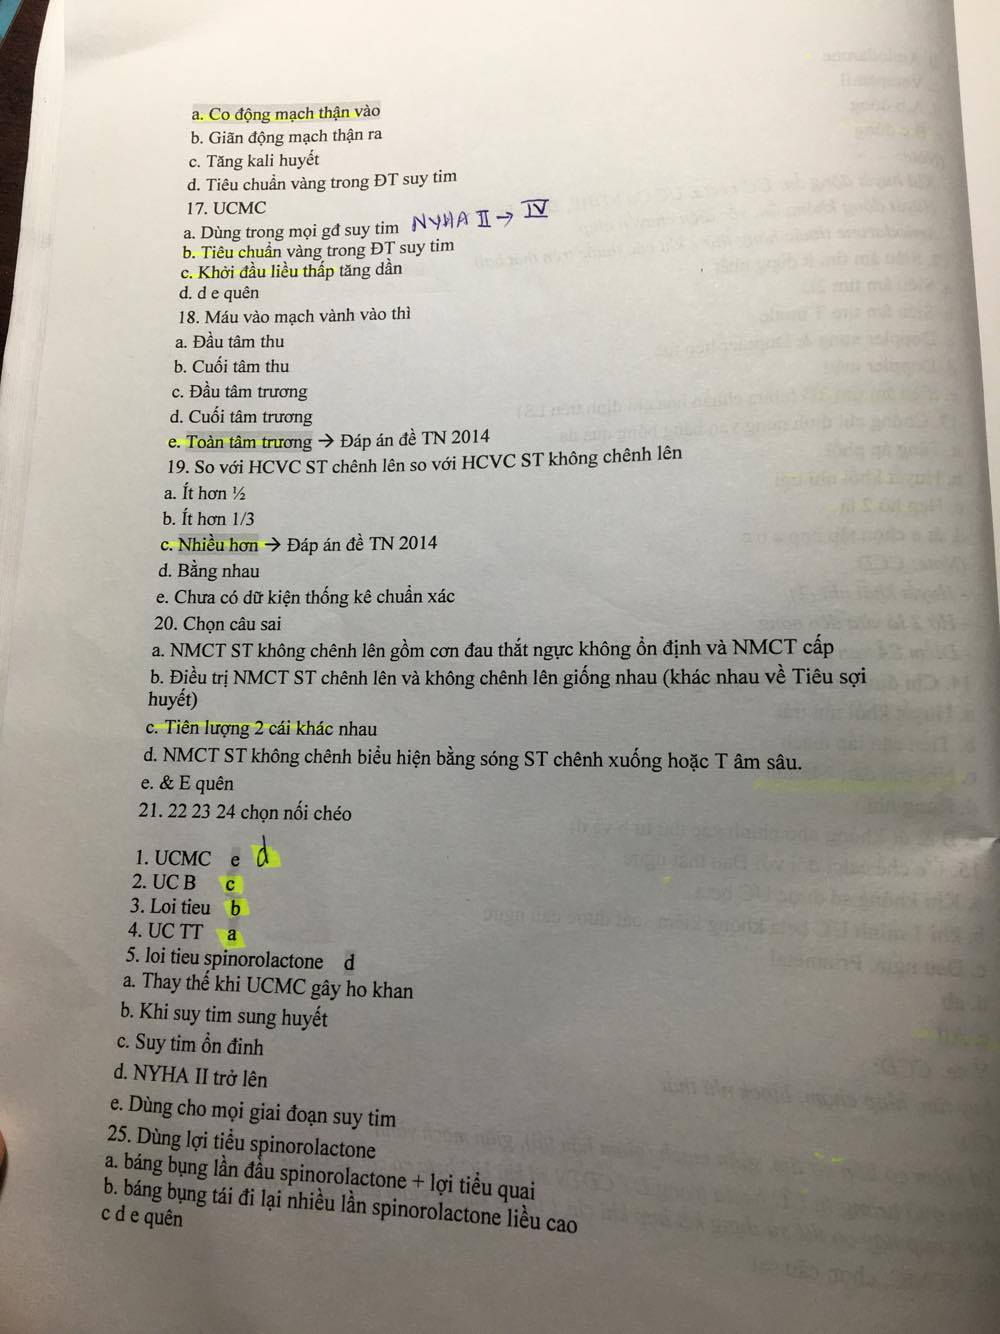 a. Co động mạch thận vào
b. Giãn động mạch thận ra
c. Tăng kali huyết
d. Tiêu chuẩn vàng trong ĐT suy tim
17. UCMC
a. Dùng trong mọi gđ suy tim NYHA II → IV
b. Tiêu chuẩn vàng trong ĐT suy tim
c. Khởi đầu liều thấp tăng dần
d. d e quên
18. Máu vào mạch vành vào thì
a. Đầu tâm thu
b. Cuối tâm thu
c. Đầu tâm trương
d. Cuối tâm trương
e. Toàn tâm trương → Đáp án đề TN 2014
19. So với HCVC ST chênh lên so với HCVC ST không chênh lên
a. Ít hơn ½
b. Ít hơn 1/3
c. Nhiều hơn → Đáp án đề TN 2014
d. Bằng nhau
e. Chưa có dữ kiện thống kê chuẩn xác
20. Chọn câu sai
a. NMCT ST không chênh lên gồm cơn đau thắt ngực không ổn định và NMCT cấp
b. Điều trị NMCT ST chênh lên và không chênh lên giống nhau (khác nhau về Tiêu sợi
huyết)
c. Tiên lượng 2 cái khác nhau
d. NMCT ST không chênh biểu hiện bằng sóng ST chênh xuống hoặc T âm sâu.
e. & E quên
21. 22 23 24 chọn nối chéo
1. UCMC e d
2. UC B c
3. Loi tieu b
4. UC TT a
5. loi tieu spinorolactone d
a. Thay thế khi UCMC gây ho khan
b. Khi suy tim sung huyết
c. Suy tim ổn đinh
d. NYHA II trở lên
e. Dùng cho mọi giai đoạn suy tim
25. Dùng lợi tiểu spinorolactone
a. báng bụng lần đầu spinorolactone + lợi tiểu quai
b. báng bụng tái đi lại nhiều lần spinorolactone liều cao
c d e quên